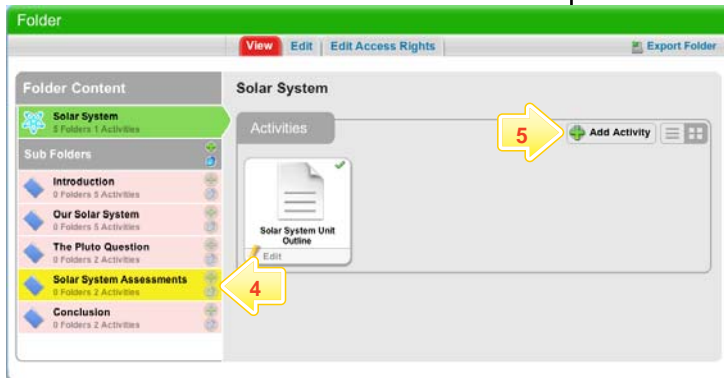 Folder
View Edit Edit Access Rights Export Folder
Folder Content
Solar System
5 Folders 1 Activities
Sub Folders
Introduction
0 Folders 5 Activities
Our Solar System
0 Folders 5 Activities
The Pluto Question
0 Folders 2 Activities
Solar System Assessments
0 Folders 2 Activities
Conclusion
0 Folders 2 Activities
4
Solar System
Activities
5
Add Activity
Solar System Unit
Outline
Edit